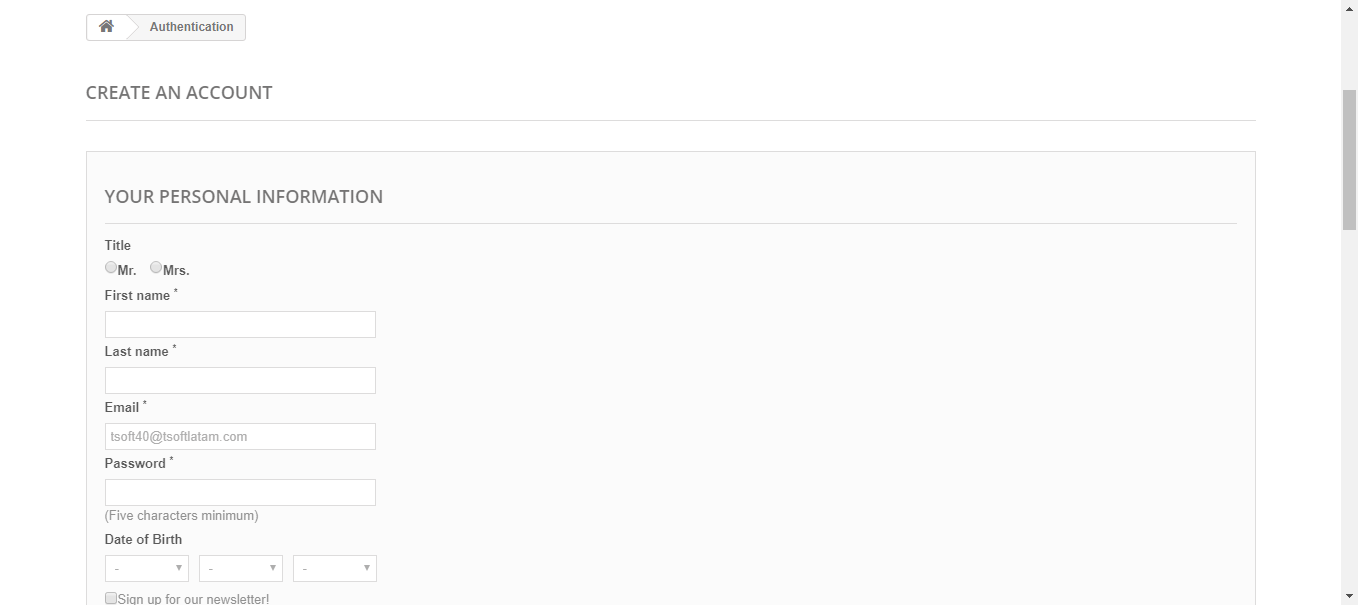 Authentication
CREATE AN ACCOUNT
YOUR PERSONAL INFORMATION
Title
Mr. Mrs.
First name *
Last name *
Email *
tsoft40@tsoftlatam.com
Password *
(Five characters minimum)
Date of Birth
- - -
Sign up for our newsletter!